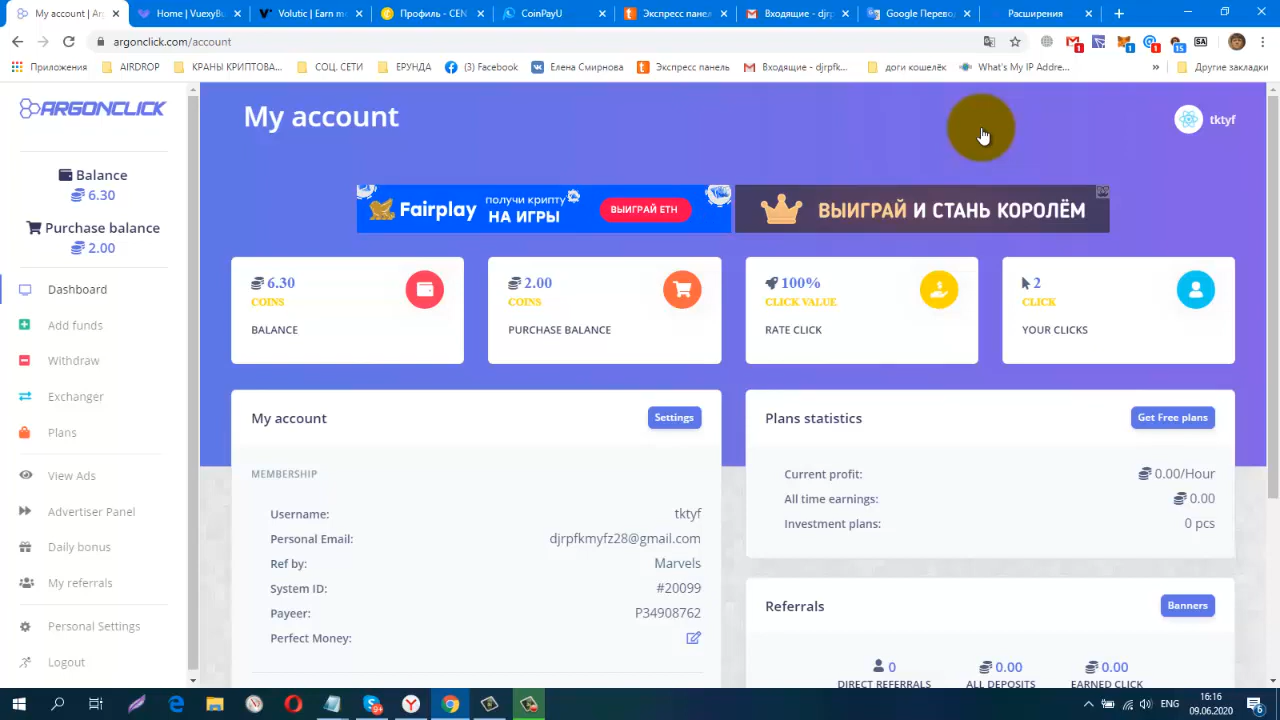 My account | Ar
Home | VuexyBu
Volutic | Earn m
Профиль - CEN
CoinPayU
Экспресс панел
Входящие - djrp
Google Перево
Расширения
argonclick.com/account
Приложения
AIRDROP
КРАНЫ КРИПТОВА...
СОЦ. СЕТИ
ЕРУНДА
(3) Facebook
Елена Смирнова
Экспресс панель
Входящие - djrpfk...
доги кошелёк
What's My IP Addre...
»
Другие закладки
ARGONCLICK
Balance
6.30
Purchase balance
2.00
Dashboard
Add funds
Withdraw
Exchanger
Plans
View Ads
Advertiser Panel
Daily bonus
My referrals
Personal Settings
Logout
My account
tktyf
Fairplay
получи крипту
НА ИГРЫ
ВЫИГРАЙ ETH
ВЫИГРАЙ И СТАНЬ КОРОЛЁМ
6.30
COINS
BALANCE
2.00
COINS
PURCHASE BALANCE
100%
CLICK VALUE
RATE CLICK
2
CLICK
YOUR CLICKS
My account
Settings
MEMBERSHIP
Username: tktyf
Personal Email: djrpfkmyfz28@gmail.com
Ref by: Marvels
System ID: #20099
Payeer: P34908762
Perfect Money:
Plans statistics
Get Free plans
Current profit: 0.00/Hour
All time earnings: 0.00
Investment plans: 0 pcs
Referrals
Banners
0
DIRECT REFERRALS
0.00
ALL DEPOSITS
0.00
EARNED CLICK
ENG
16:16
09.06.2020